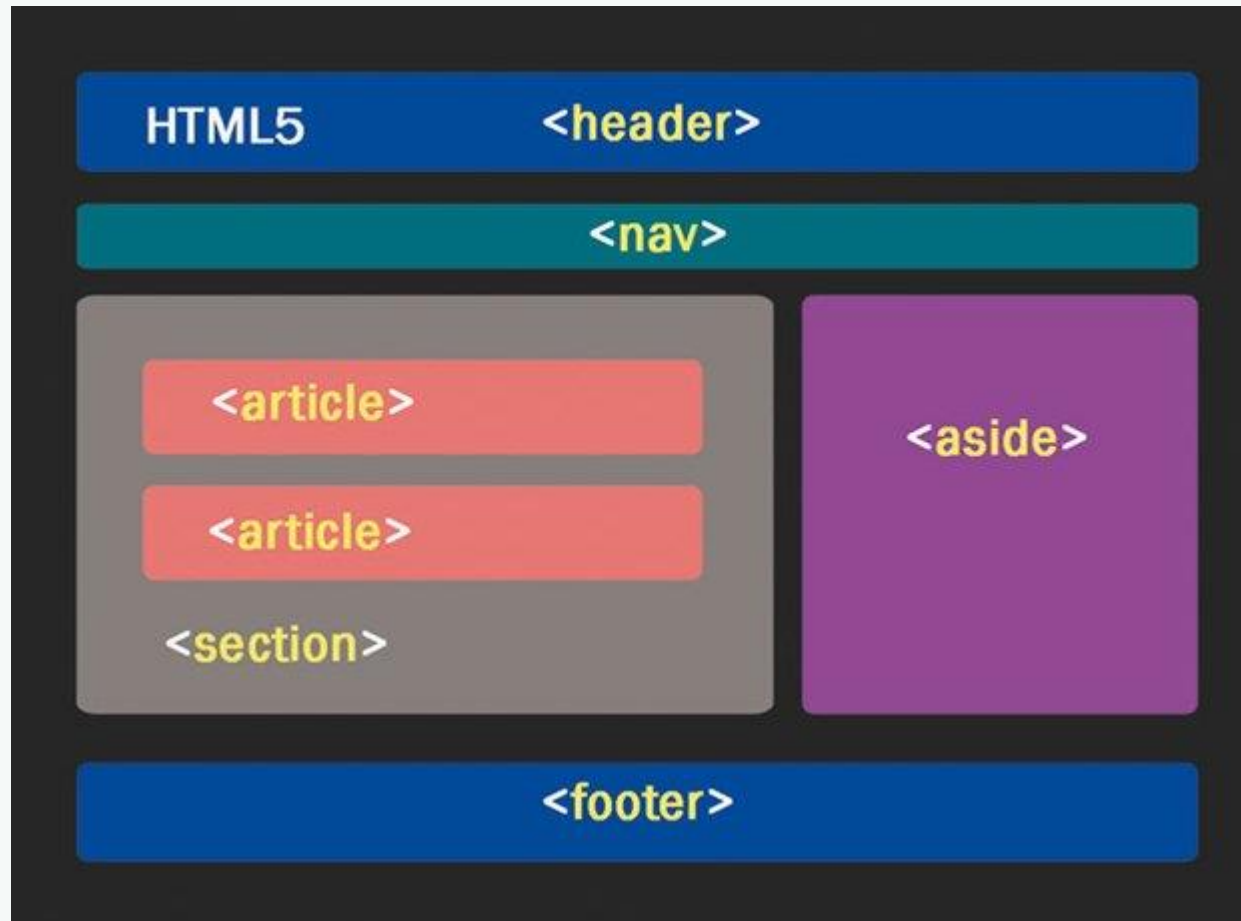 HTML5 <header>
<nav>
<article>
<aside>
<article>
<section>
<footer>